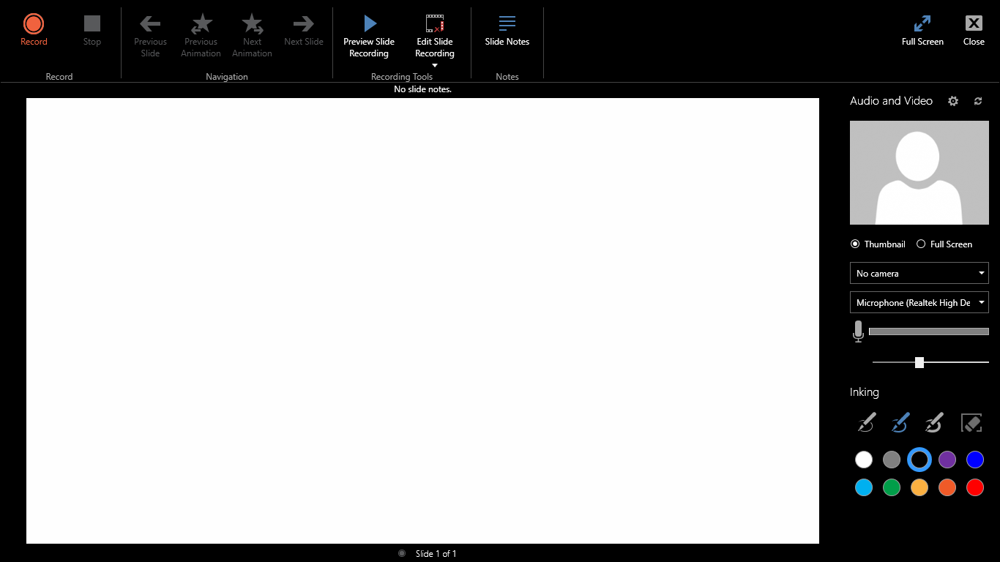 Record
Stop
Previous
Slide
Previous
Animation
Next
Animation
Next Slide
Preview Slide
Recording
Edit Slide
Recording
Slide Notes
Full Screen
Close
Record
Navigation
Recording Tools
Notes
No slide notes.
Audio and Video
Thumbnail
Full Screen
No camera
Microphone (Realtek High De
Inking
Slide 1 of 1